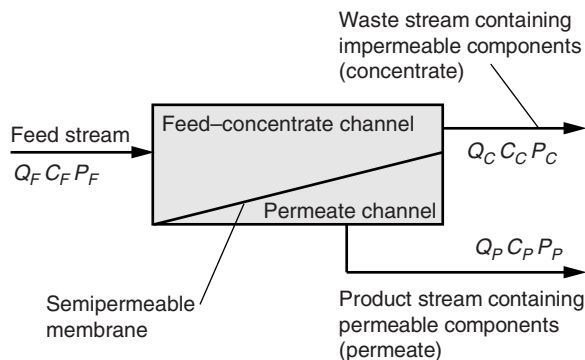 Waste stream containing
impermeable components
(concentrate)
Feed stream
Feed–concentrate channel
Q_F C_F P_F
Q_C C_C P_C
Permeate channel
Q_P C_P P_P
Semipermeable
membrane
Product stream containing
permeable components
(permeate)